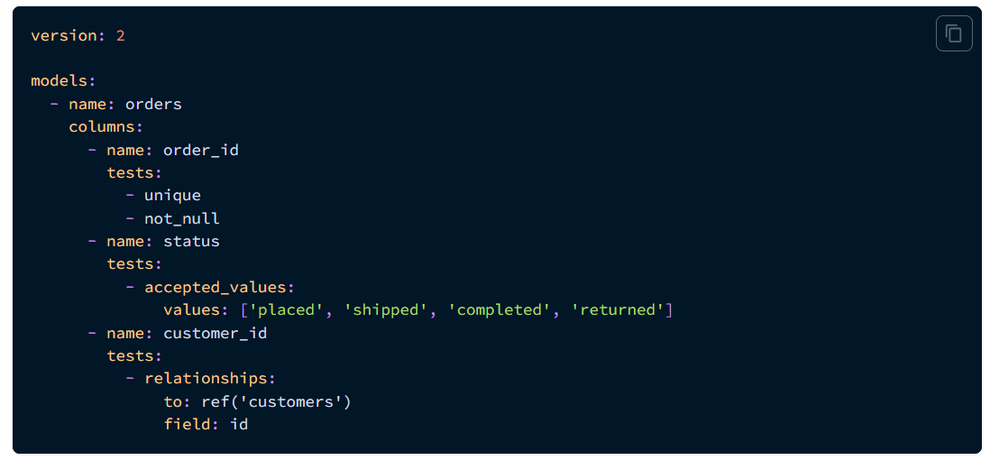 version: 2
models:
- name: orders
columns:
- name: order_id
tests:
- unique
- not_null
- name: status
tests:
- accepted_values:
values: ['placed', 'shipped', 'completed', 'returned']
- name: customer_id
tests:
- relationships:
to: ref('customers')
field: id